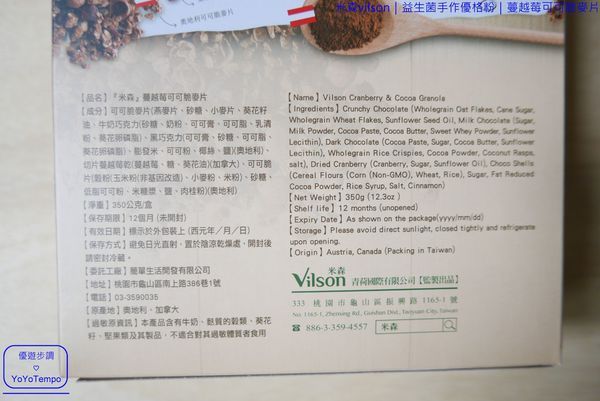 米森vilson | 益生菌手作優格粉 | 蔓越莓可可脆麥片
奧地利可可脆麥片
【品名】『米森』蔓越莓可可脆麥片
【成分】可可脆麥片(燕麥片、砂糖、小麥片、葵花籽
油、牛奶巧克力(砂糖、奶粉、可可膏、可可脂、乳清
粉、葵花卵磷脂)、黑巧克力(可可膏、砂糖、可可脂、
葵花卵磷脂)、膨發米、可可粉、椰絲、鹽)(奧地利)、
切片蔓越莓乾(蔓越莓、糖、葵花油)(加拿大)、可可脆
片(穀粉(玉米粉(非基因改造)、小麥粉、米粉)、砂糖、
低脂可可粉、米糖漿、鹽、肉桂粉)(奧地利)
【淨重】350公克/盒
【保存期限】12個月 (未開封)
【有效日期】標示於外包裝上 (西元年／月／日)
【保存方式】避免日光直射，置於陰涼乾燥處，開封後
請密封冷藏。
【委託工廠】簡單生活開發有限公司
【地址】桃園市龜山區南上路386巷1號
【電話】03-3590035
【原產地】奧地利、加拿大
【過敏原資訊】本產品含有牛奶、麩質的穀類、葵花
籽、堅果類及其製品，不適合對其過敏體質者食用
【Name】Vilson Cranberry & Cocoa Granola
【Ingredients】Crunchy Chocolate (Wholegrain Oat Flakes, Cane Sugar,
Wholegrain Wheat Flakes, Sunflower Seed Oil, Milk Chocolate (Sugar,
Milk Powder, Cocoa Paste, Cocoa Butter, Sweet Whey Powder, Sunflower
Lecithin), Dark Chocolate (Cocoa Paste, Sugar, Cocoa Butter, Sunflower
Lecithin), Wholegrain Rice Crispies, Cocoa Powder, Coconut Rasps,
salt), Dried Cranberry (Cranberry, Sugar, Sunflower Oil), Choco Shells
(Cereal Flours (Corn (Non-GMO), Wheat, Rice), Sugar, Fat Reduced
Cocoa Powder, Rice Syrup, Salt, Cinnamon)
【Net Weight】350g (12.3oz )
【Shelf life】12 months (unopened)
【Expiry Date】As shown on the package(yyyy/mm/dd)
【Storage】Please avoid direct sunlight, closed tightly and refrigerate
upon opening.
【Origin】Austria, Canada (Packing in Taiwan)
米森
Vilson 青荷國際有限公司【監製出品】
333 桃園市龜山區振興路 1165-1 號
No. 1165-1, Zhenxing Rd., Guishan Dist., Taoyuan City, Taiwan
886-3-359-4557 米森
優遊步調
♡
YoYoTempo